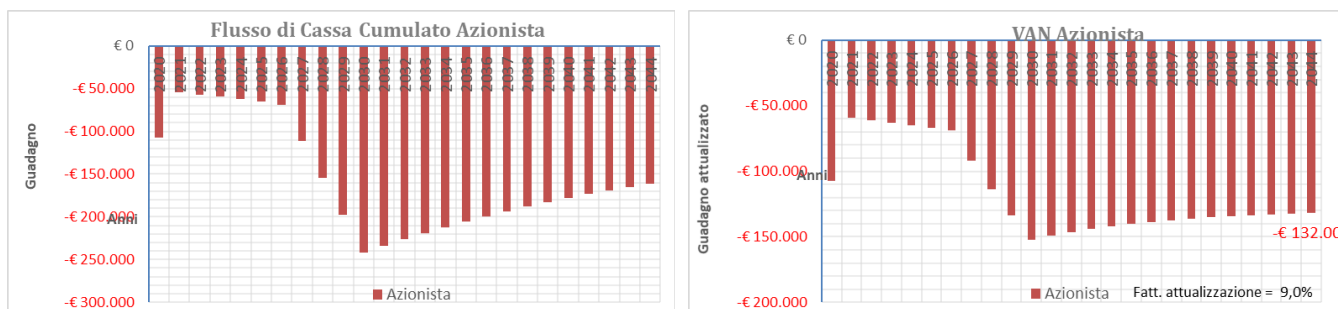 Flusso di Cassa Cumulato Azionista
Guadagno
€ 0
-€ 50.000
-€ 100.000
-€ 150.000
-€ 200.000
-€ 250.000
-€ 300.000
Anni
2020 2021 2022 2023 2024 2025 2026 2027 2028 2029 2030 2031 2032 2033 2034 2035 2036 2037 2038 2039 2040 2041 2042 2043 2044
Azionista
VAN Azionista
Guadagno attualizzato
€ 0
-€ 50.000
-€ 100.000
-€ 150.000
-€ 200.000
Anni
2020 2021 2022 2023 2024 2025 2026 2027 2028 2029 2030 2031 2032 2033 2034 2035 2036 2037 2038 2039 2040 2041 2042 2043 2044
-€ 132.00
Azionista
Fatt. attualizzazione = 9,0%